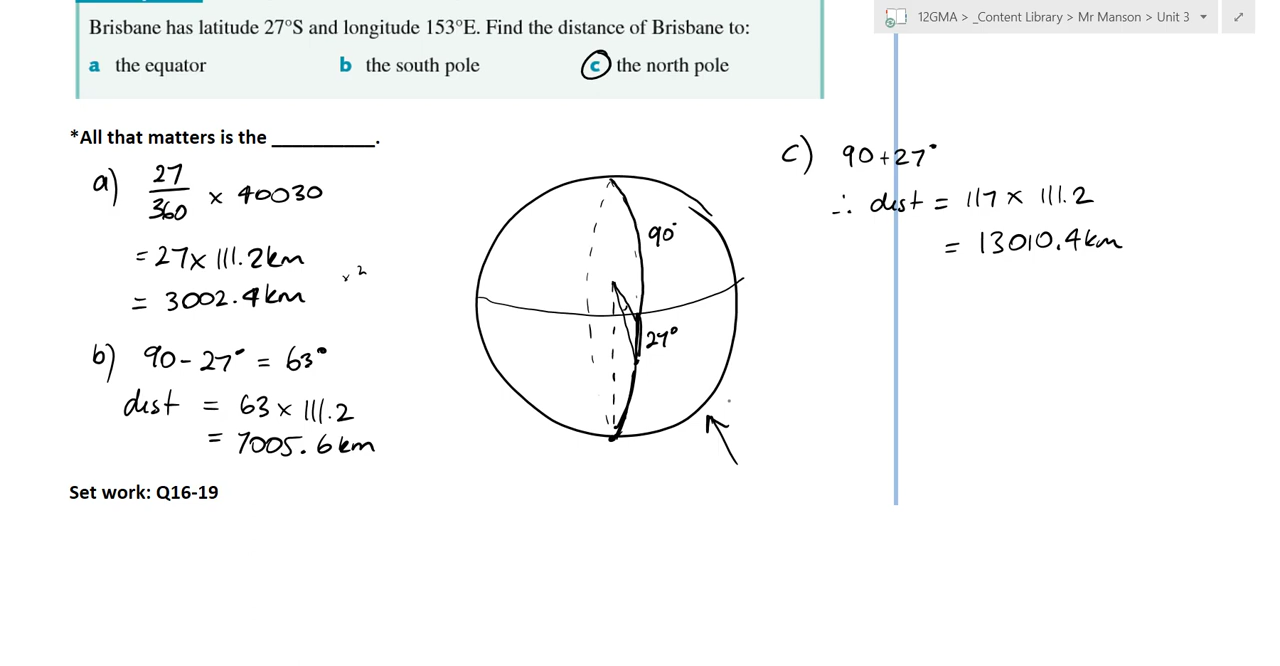 12GMA > _Content Library > Mr Manson > Unit 3
Brisbane has latitude 27°S and longitude 153°E. Find the distance of Brisbane to:
a the equator b the south pole c the north pole
*All that matters is the __________.
a) 27/360 × 40030
= 27 × 111.2km
= 3002.4km
× 2
b) 90 - 27° = 63°
dist = 63 × 111.2
= 7005.6km
90°
27°
c) 90+27°
∴ dist = 117 × 111.2
= 13010.4km
Set work: Q16-19